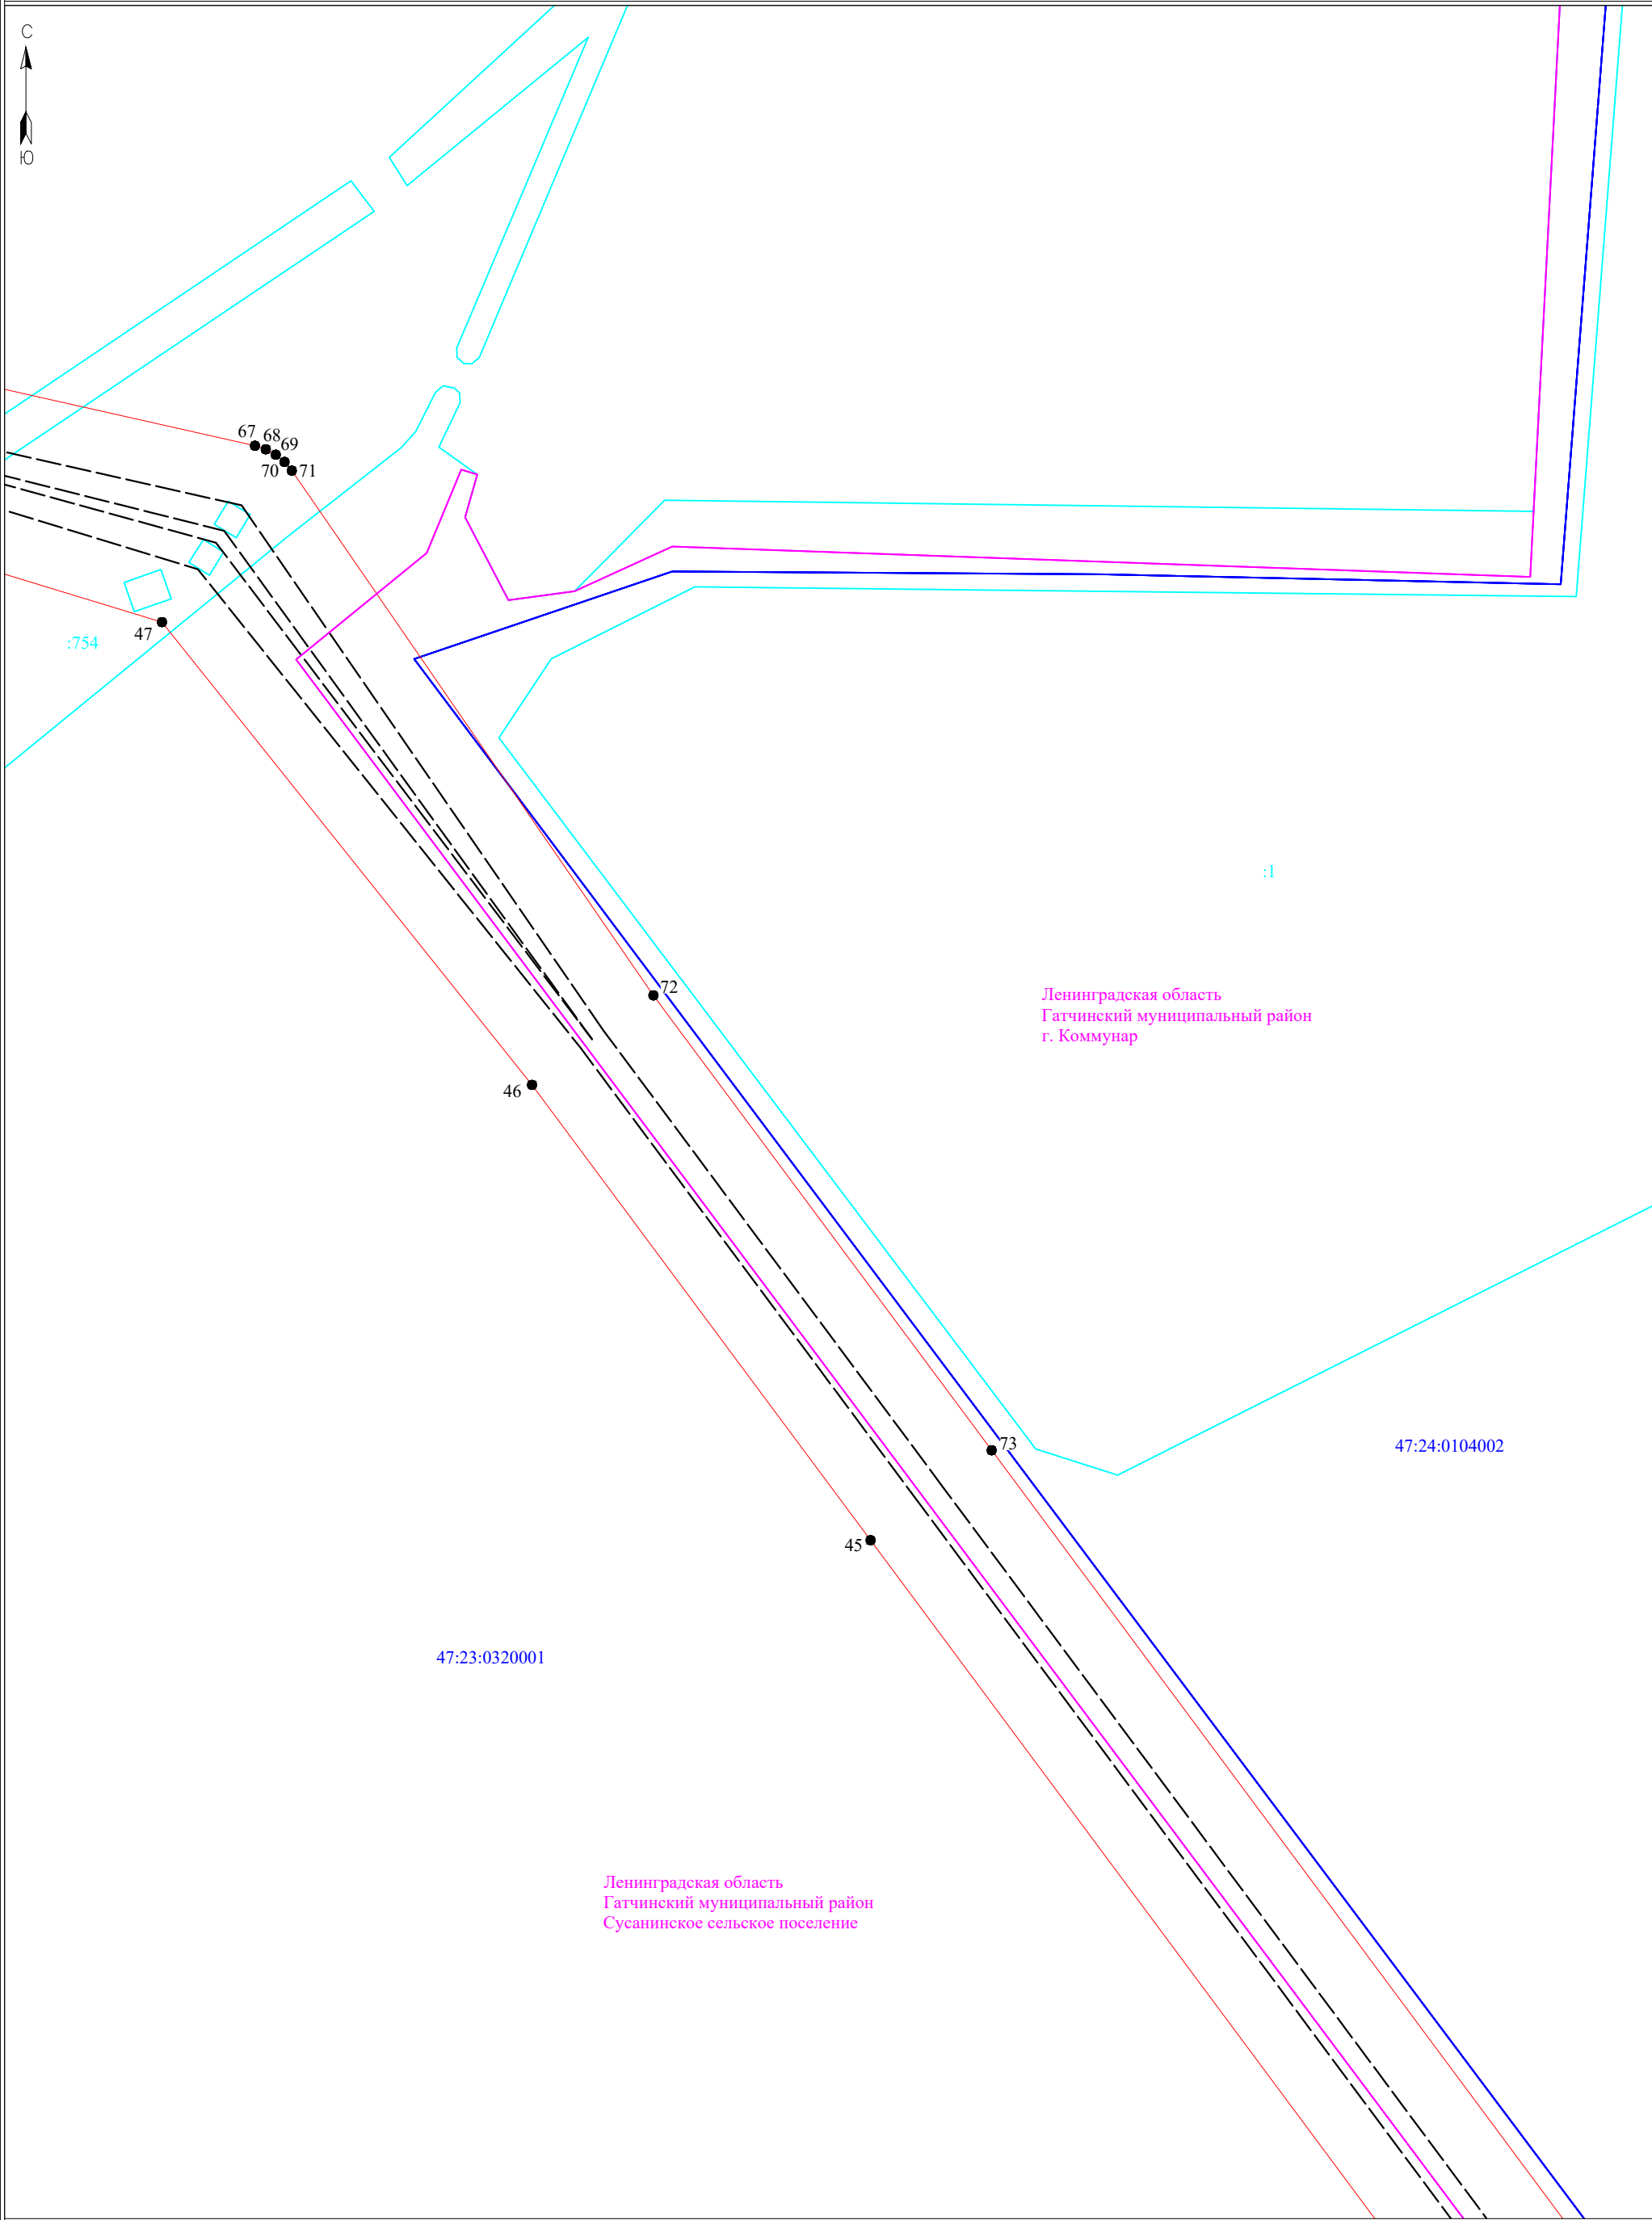 С
Ю
67
68
69
70
71
47
:754
:1
72
Ленинградская область
Гатчинский муниципальный район
г. Коммунар
46
73
47:24:0104002
45
47:23:0320001
Ленинградская область
Гатчинский муниципальный район
Сусанинское сельское поселение